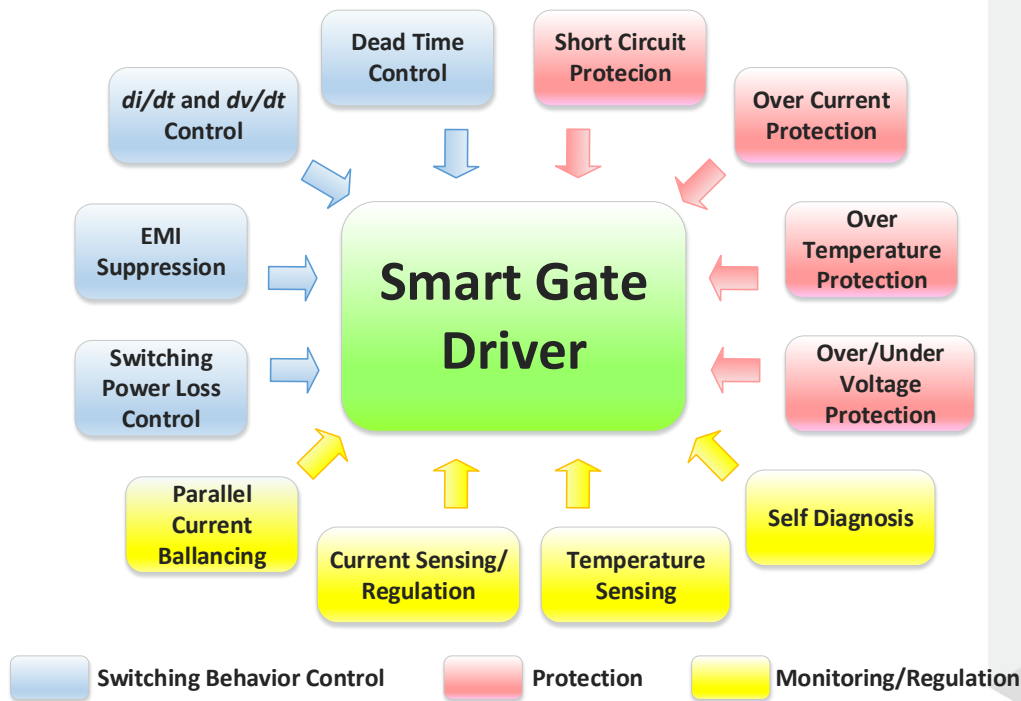 Dead Time
Control
Short Circuit
Protecion
di/dt and dv/dt
Control
Over Current
Protection
EMI
Suppression
Over
Temperature
Protection
Smart Gate
Driver
Switching
Power Loss
Control
Over/Under
Voltage
Protection
Parallel
Current
Ballancing
Current Sensing/
Regulation
Temperature
Sensing
Self Diagnosis
Switching Behavior Control
Protection
Monitoring/Regulation